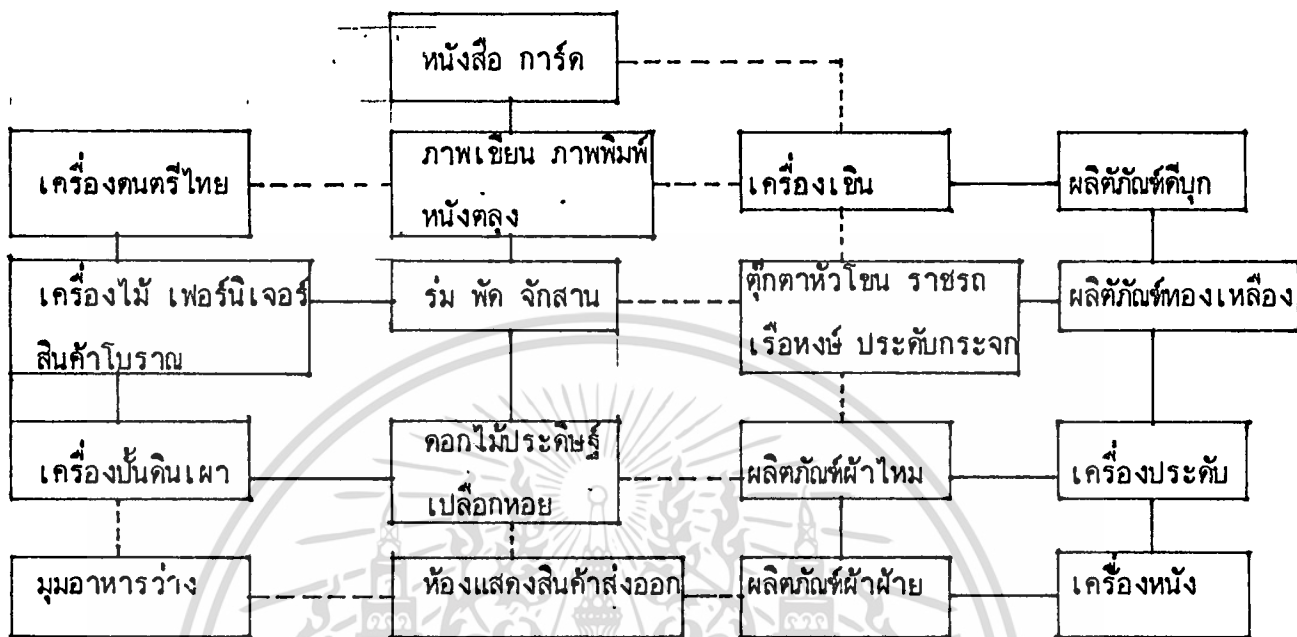 หนังสือ การ์ด
เครื่องดนตรีไทย
ภาพเขียน ภาพพิมพ์
หนังตลุง
เครื่องเขิน
ผลิตภัณฑ์ดีบุก
เครื่องไม้ เฟอร์นิเจอร์
สินค้าโบราณ
ร่ม พัด จักสาน
ตุ๊กตาหัวโขน ราชรถ
เรือหงษ์ ประดับกระจก
ผลิตภัณฑ์ทองเหลือง
เครื่องปั้นดินเผา
ดอกไม้ประดิษฐ์
เปลือกหอย
ผลิตภัณฑ์ผ้าไหม
เครื่องประดับ
มุมอาหารว่าง
ห้องแสดงสินค้าส่งออก
ผลิตภัณฑ์ผ้าฝ้าย
เครื่องหนัง